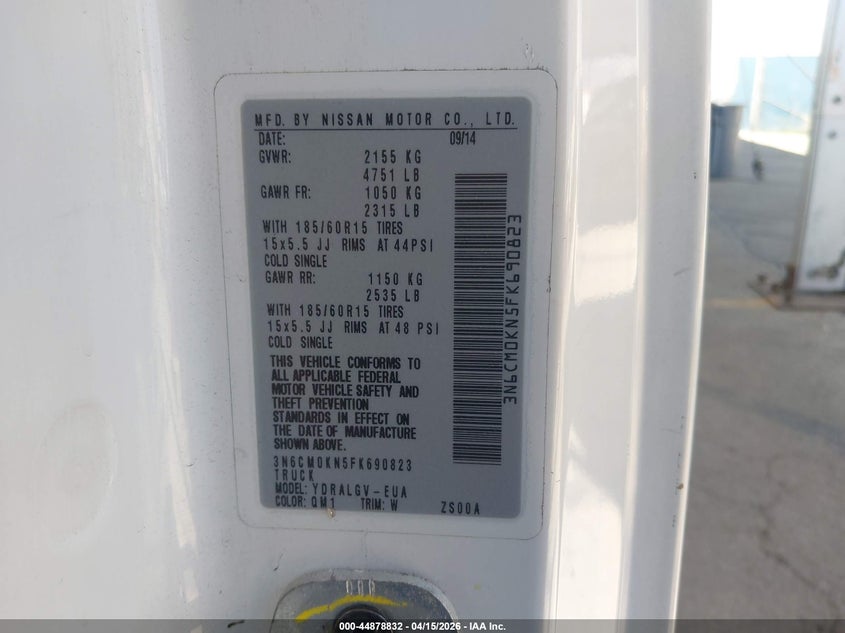 MFD. BY NISSAN MOTOR CO., LTD.
DATE: 09/14
GVWR: 2155 KG
4751 LB
GAWR FR: 1050 KG
2315 LB
WITH 185/60R15 TIRES
15x5.5 JJ RIMS AT 44PSI
COLD SINGLE
GAWR RR: 1150 KG
2535 LB
WITH 185/60R15 TIRES
15x5.5 JJ RIMS AT 48 PSI
COLD SINGLE
THIS VEHICLE CONFORMS TO
ALL APPLICABLE FEDERAL
MOTOR VEHICLE SAFETY AND
THEFT PREVENTION
STANDARDS IN EFFECT ON
THE DATE OF MANUFACTURE
SHOWN ABOVE.
3N6CM0KN5FK690823
TRUCK
MODEL: YDRALGV-EUA
COLOR: QM1 TRIM: W ZS00A
3N6CM0KN5FK690823
000-44878832 - 04/15/2026 - IAA Inc.